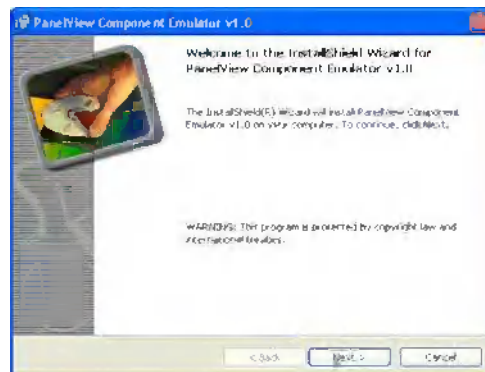 PanelView Component Emulator v1.0
Welcome to the InstallShield Wizard for
PanelView Component Emulator v1.0
The InstallShield(R) Wizard will install PanelView Component
Emulator v1.0 on your computer. To continue, click Next.
WARNING: This program is protected by copyright law and
international treaties.
< Back
Next >
Cancel